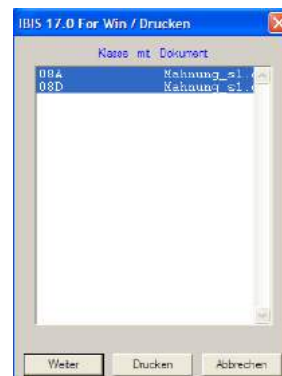 IBIS 17.0 For Win / Drucken
Klasse mit Dokument
08A Mahnung_s1.
08D Mahnung_s1.
Weiter Drucken Abbrechen